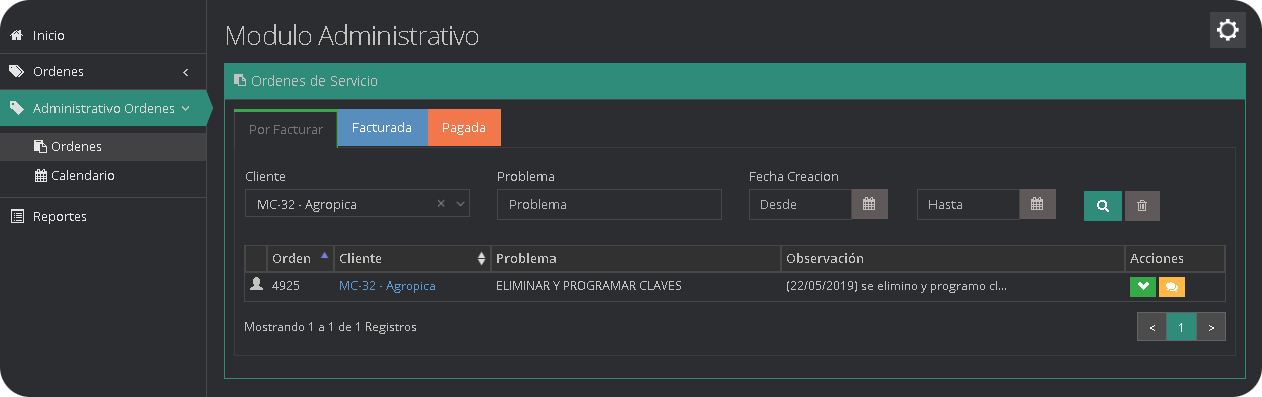 Inicio
Ordenes
Administrativo Ordenes
Ordenes
Calendario
Reportes
Modulo Administrativo
Ordenes de Servicio
Por Facturar Facturada Pagada
Cliente Problema Fecha Creacion
MC-32 - Agropica Problema Desde Hasta
Orden Cliente Problema Observación Acciones
4925 MC-32 - Agropica ELIMINAR Y PROGRAMAR CLAVES (22/05/2019) se elimino y programo cl...
Mostrando 1 a 1 de 1 Registros < 1 >